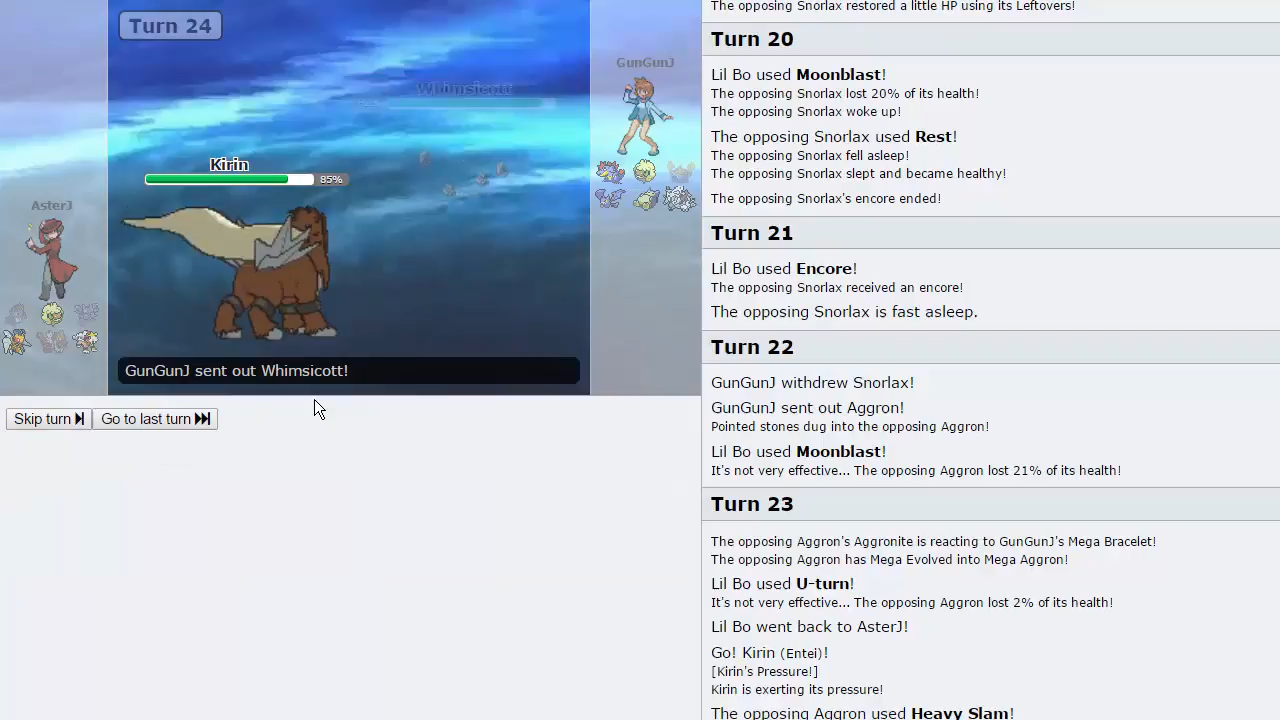 Turn 24
GunGunJ
Whimsicott
Kirin
85%
AsterJ
GunGunJ sent out Whimsicott!
Skip turn
Go to last turn
The opposing Snorlax restored a little HP using its Leftovers!
Turn 20
Lil Bo used Moonblast!
The opposing Snorlax lost 20% of its health!
The opposing Snorlax woke up!
The opposing Snorlax used Rest!
The opposing Snorlax fell asleep!
The opposing Snorlax slept and became healthy!
The opposing Snorlax's encore ended!
Turn 21
Lil Bo used Encore!
The opposing Snorlax received an encore!
The opposing Snorlax is fast asleep.
Turn 22
GunGunJ withdrew Snorlax!
GunGunJ sent out Aggron!
Pointed stones dug into the opposing Aggron!
Lil Bo used Moonblast!
It's not very effective... The opposing Aggron lost 21% of its health!
Turn 23
The opposing Aggron's Aggronite is reacting to GunGunJ's Mega Bracelet!
The opposing Aggron has Mega Evolved into Mega Aggron!
Lil Bo used U-turn!
It's not very effective... The opposing Aggron lost 2% of its health!
Lil Bo went back to AsterJ!
Go! Kirin (Entei)!
[Kirin's Pressure!]
Kirin is exerting its pressure!
The opposing Aggron used Heavy Slam!